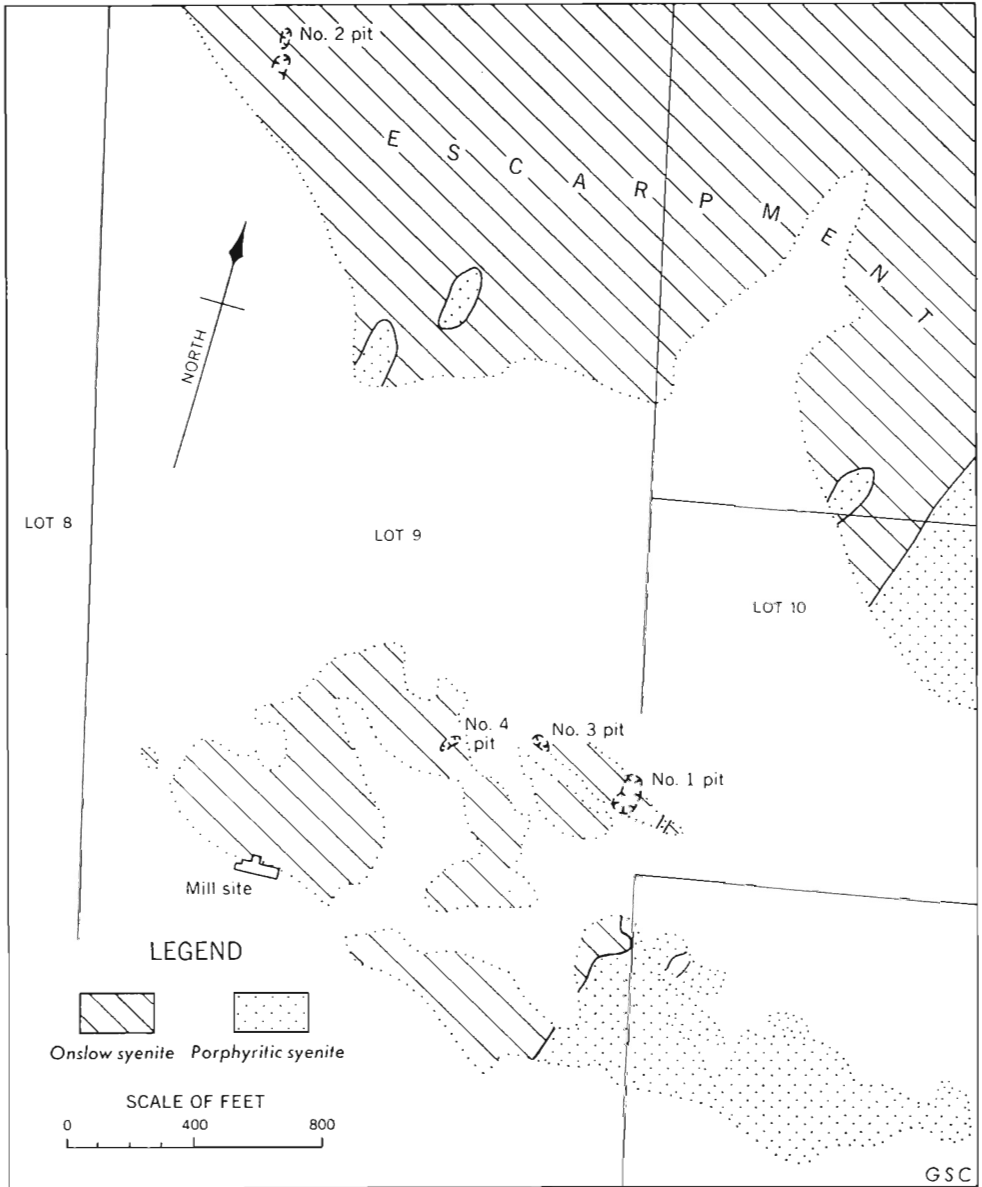 No. 2 pit
ESCARPMENT
NORTH
LOT 8
LOT 9
LOT 10
No. 4
pit
No. 3 pit
No. 1 pit
Mill site
LEGEND
Onslow syenite
Porphyritic syenite
SCALE OF FEET
0 400 800
GSC